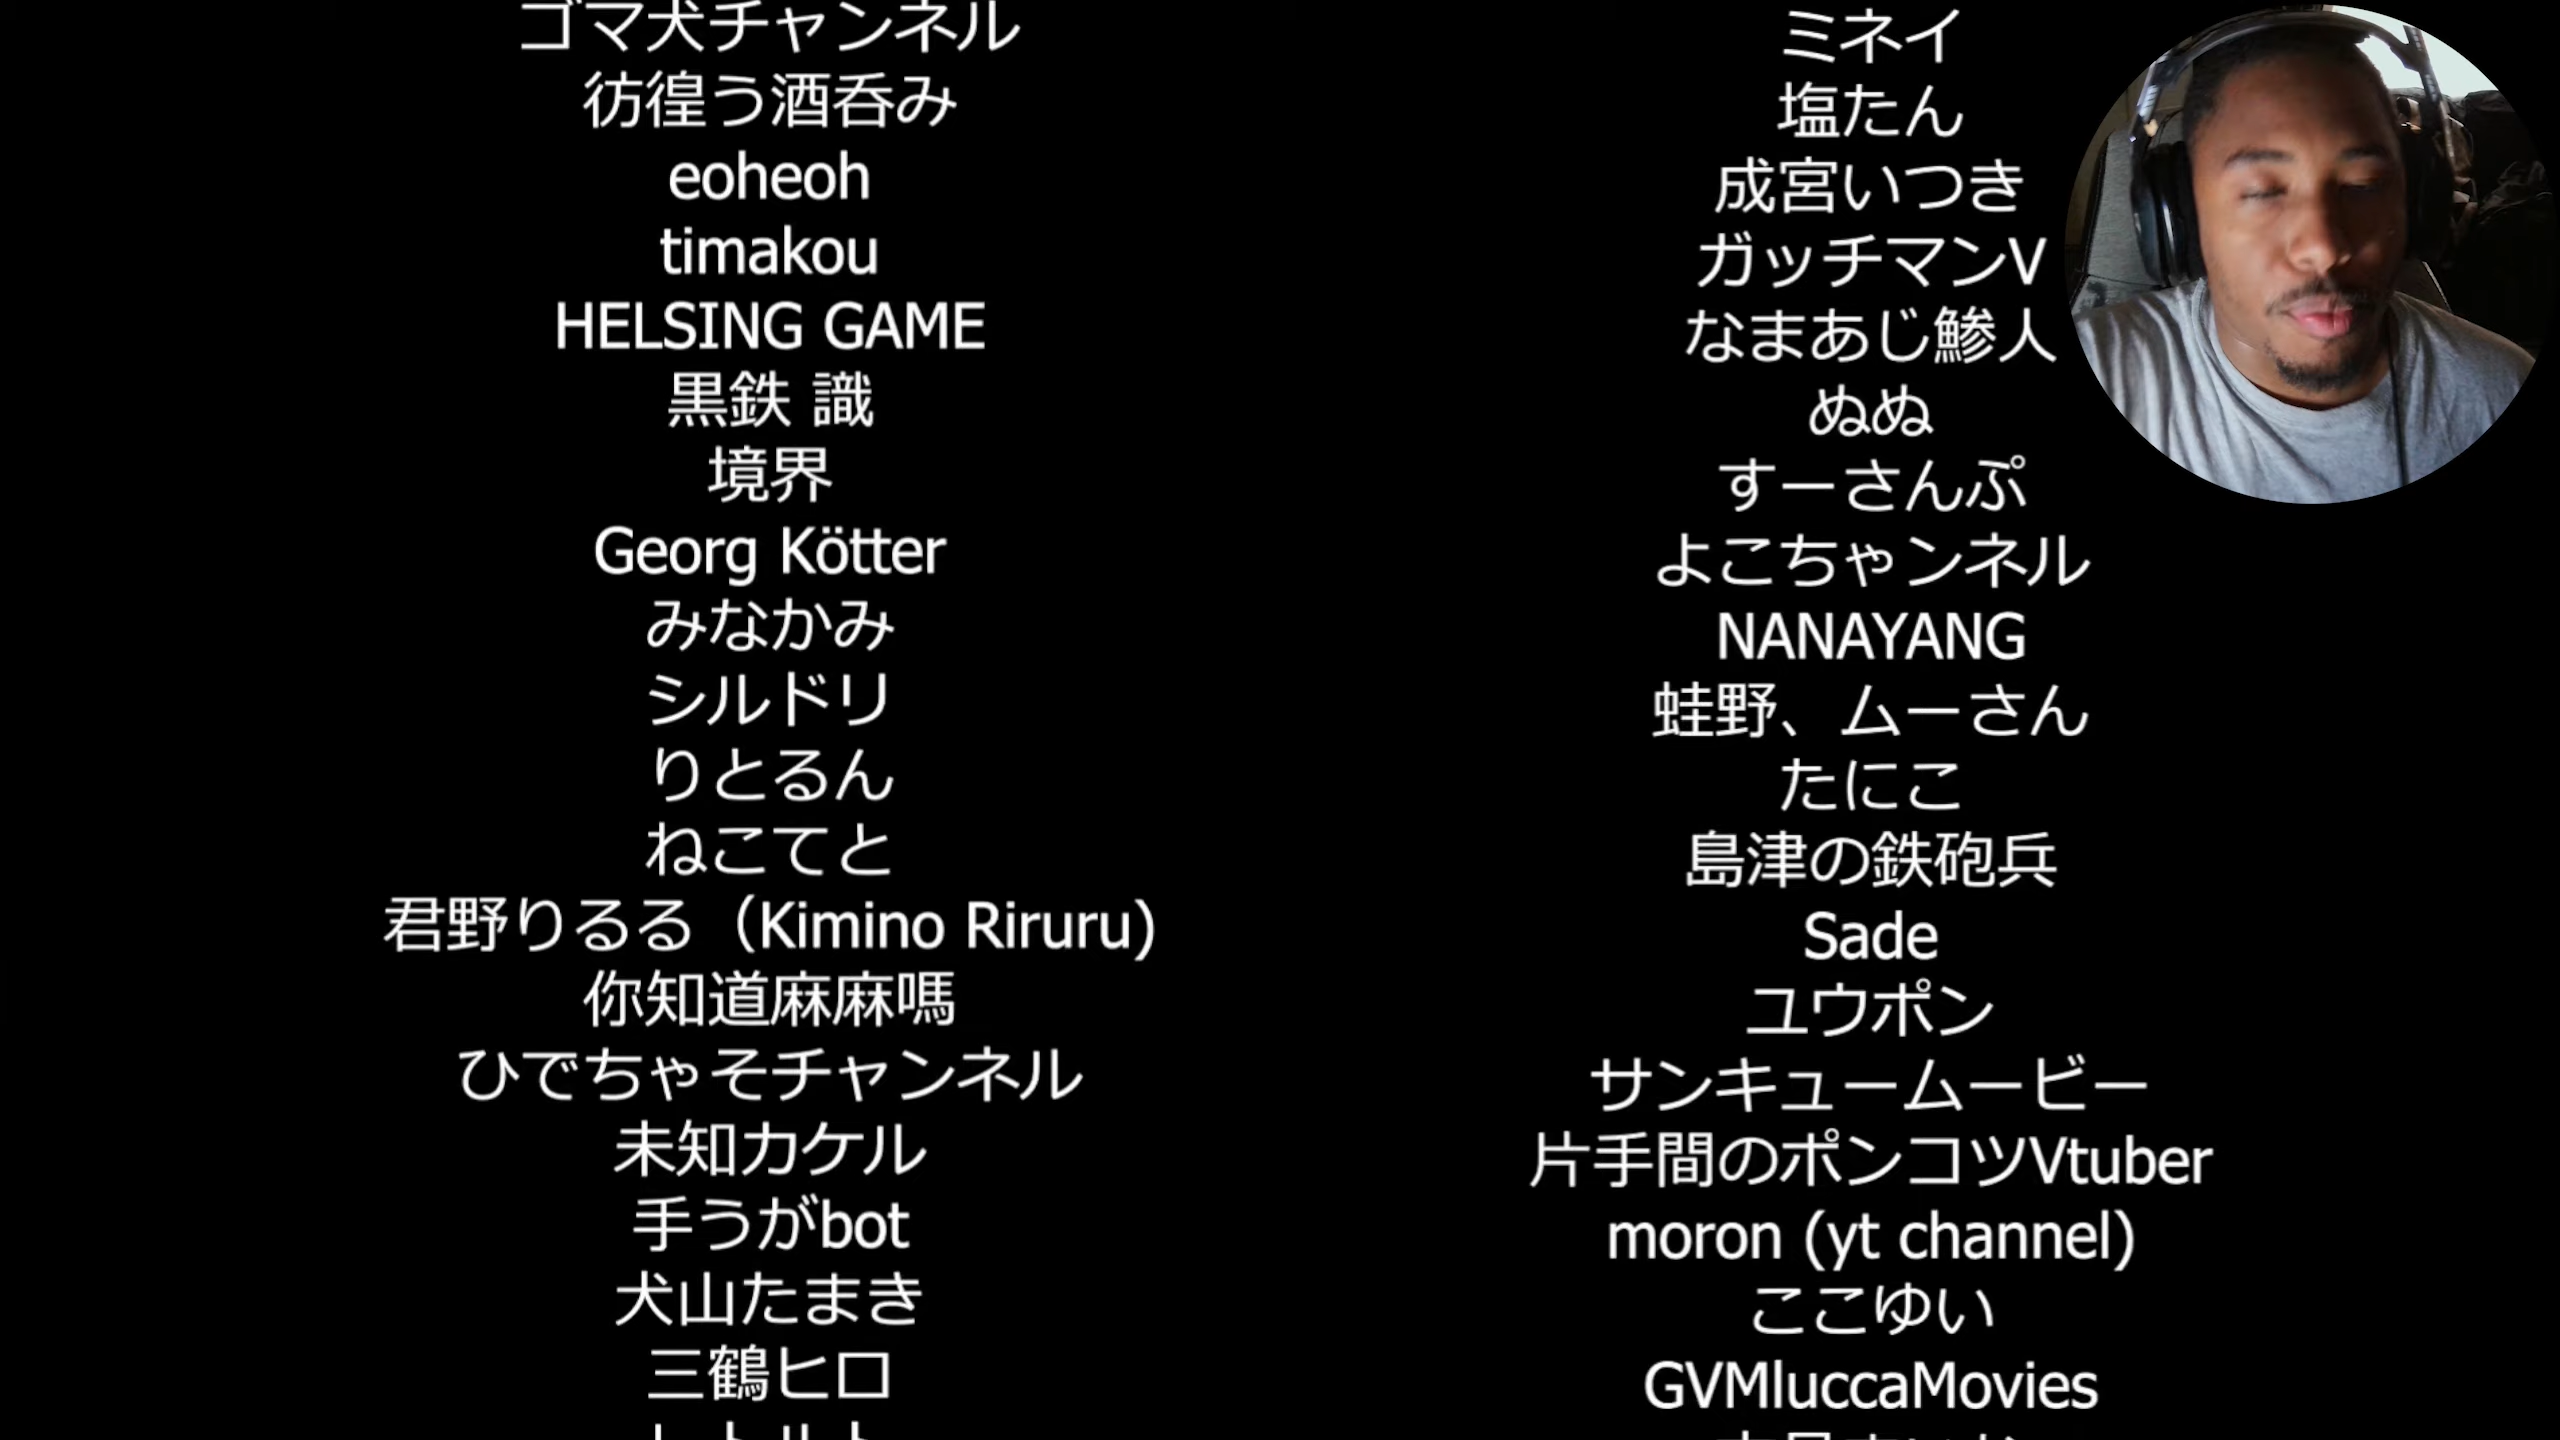 ゴマ犬チャンネル
彷徨う酒呑み
eoheoh
timakou
HELSING GAME
黒鉄 識
境界
Georg Kötter
みなかみ
シルドリ
りとるん
ねこてと
君野りるる（Kimino Riruru)
你知道麻麻嗎
ひでちゃそチャンネル
未知カケル
手うがbot
犬山たまき
三鶴ヒロ
レトルト
ミネイ
塩たん
成宮いつき
ガッチマンV
なまあじ鯵人
ぬぬ
すーさんぷ
よこちゃンネル
NANAYANG
蛙野、ムーさん
たにこ
島津の鉄砲兵
Sade
ユウポン
サンキュームービー
片手間のポンコツVtuber
moron (yt channel)
ここゆい
GVMluccaMovies